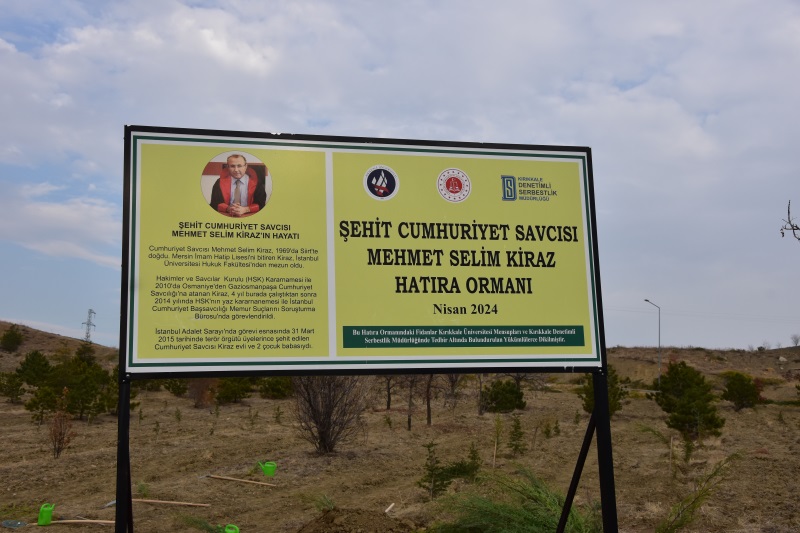 ŞEHİT CUMHURİYET SAVCISI
MEHMET SELİM KİRAZ'IN HAYATI
Cumhuriyet Savcısı Mehmet Selim Kiraz, 1969'da Siirt'te
doğdu. Mersin İmam Hatip Lisesi'ni bitiren Kiraz, İstanbul
Üniversitesi Hukuk Fakültesi'nden mezun oldu.
Hakimler ve Savcılar Kurulu (HSK) Kararnamesi ile
2010'da Osmaniye'den Gaziosmanpaşa Cumhuriyet
Savcılığı'na atanan Kiraz, 4 yıl burada çalıştıktan sonra
2014 yılında HSK'nın yaz kararnamesi ile İstanbul
Cumhuriyet Başsavcılığı Memur Suçlarını Soruşturma
Bürosu'nda görevlendirildi.
İstanbul Adalet Sarayı'nda görevi esnasında 31 Mart
2015 tarihinde terör örgütü üyelerince şehit edilen
Cumhuriyet Savcısı Kiraz evli ve 2 çocuk babasıydı.
KIRIKKALE
DENETİMLİ
SERBESTLİK
MÜDÜRLÜĞÜ
ŞEHİT CUMHURİYET SAVCISI
MEHMET SELİM KİRAZ
HATIRA ORMANI
Nisan 2024
Bu Hatıra Ormanındaki Fidanlar Kırıkkale Üniversitesi Mensupları ve Kırıkkale Denetimli
Serbestlik Müdürlüğünde Tedbir Altında Bulundurulan Yükümlülerce Dikilmiştir.